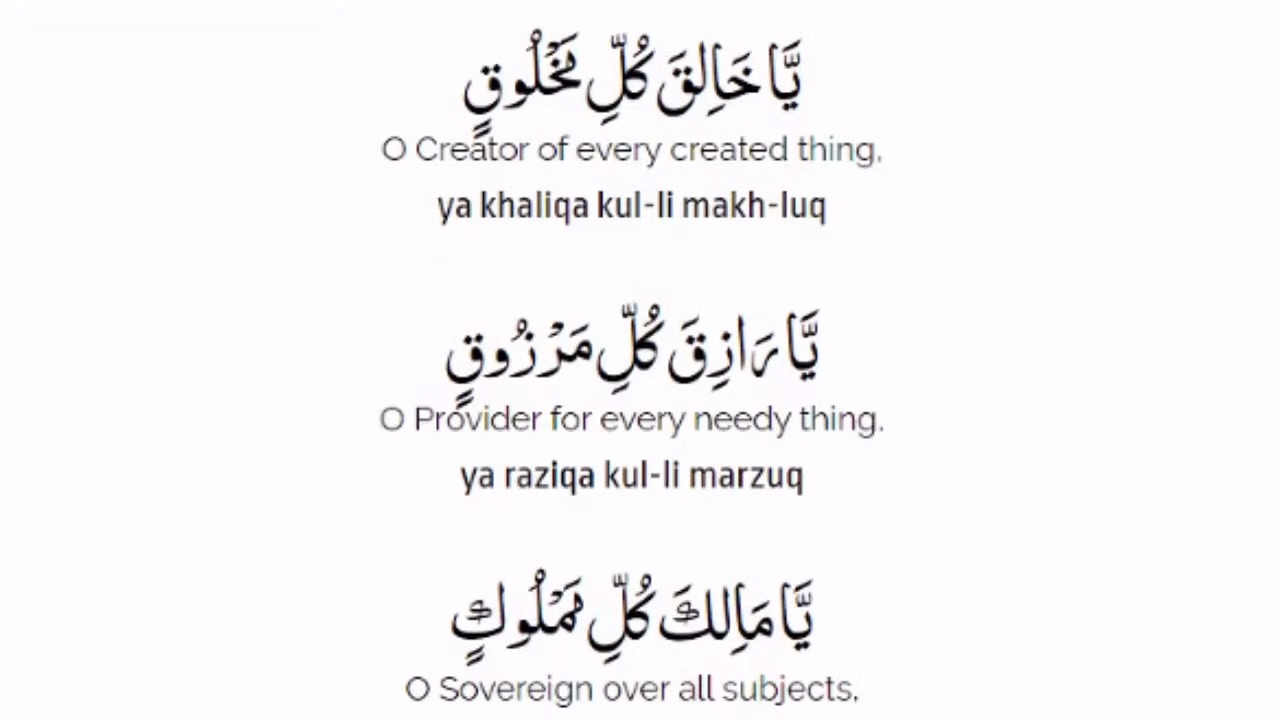 يَّا خَالِقَ كُلِّ مَخْلُوقٍ
O Creator of every created thing,
ya khaliqa kul-li makh-luq
يَّا رَازِقَ كُلِّ مَرْزُوقٍ
O Provider for every needy thing,
ya raziqa kul-li marzuq
يَّا مَالِكَ كُلِّ مَمْلُوكٍ
O Sovereign over all subjects,